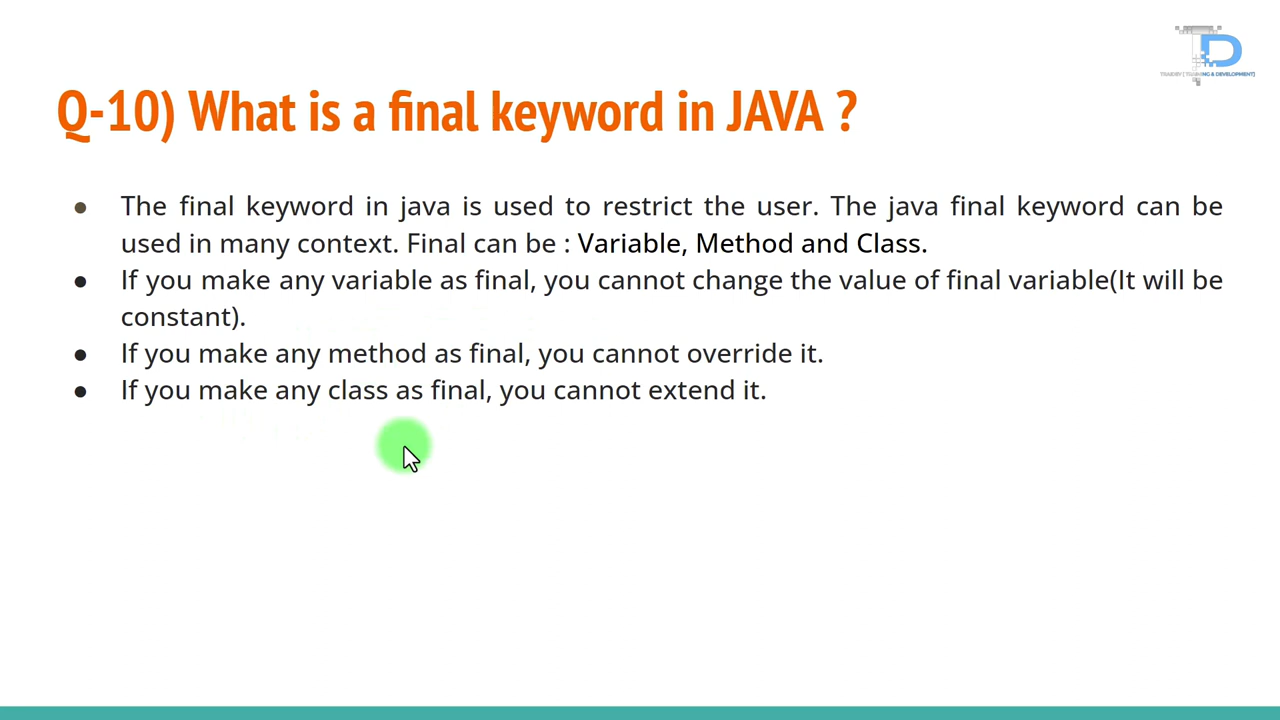 Q-10) What is a final keyword in JAVA ?
TRAIDEV [ TRAINING & DEVELOPMENT]
● The final keyword in java is used to restrict the user. The java final keyword can be
used in many context. Final can be : Variable, Method and Class.
● If you make any variable as final, you cannot change the value of final variable(It will be
constant).
● If you make any method as final, you cannot override it.
● If you make any class as final, you cannot extend it.